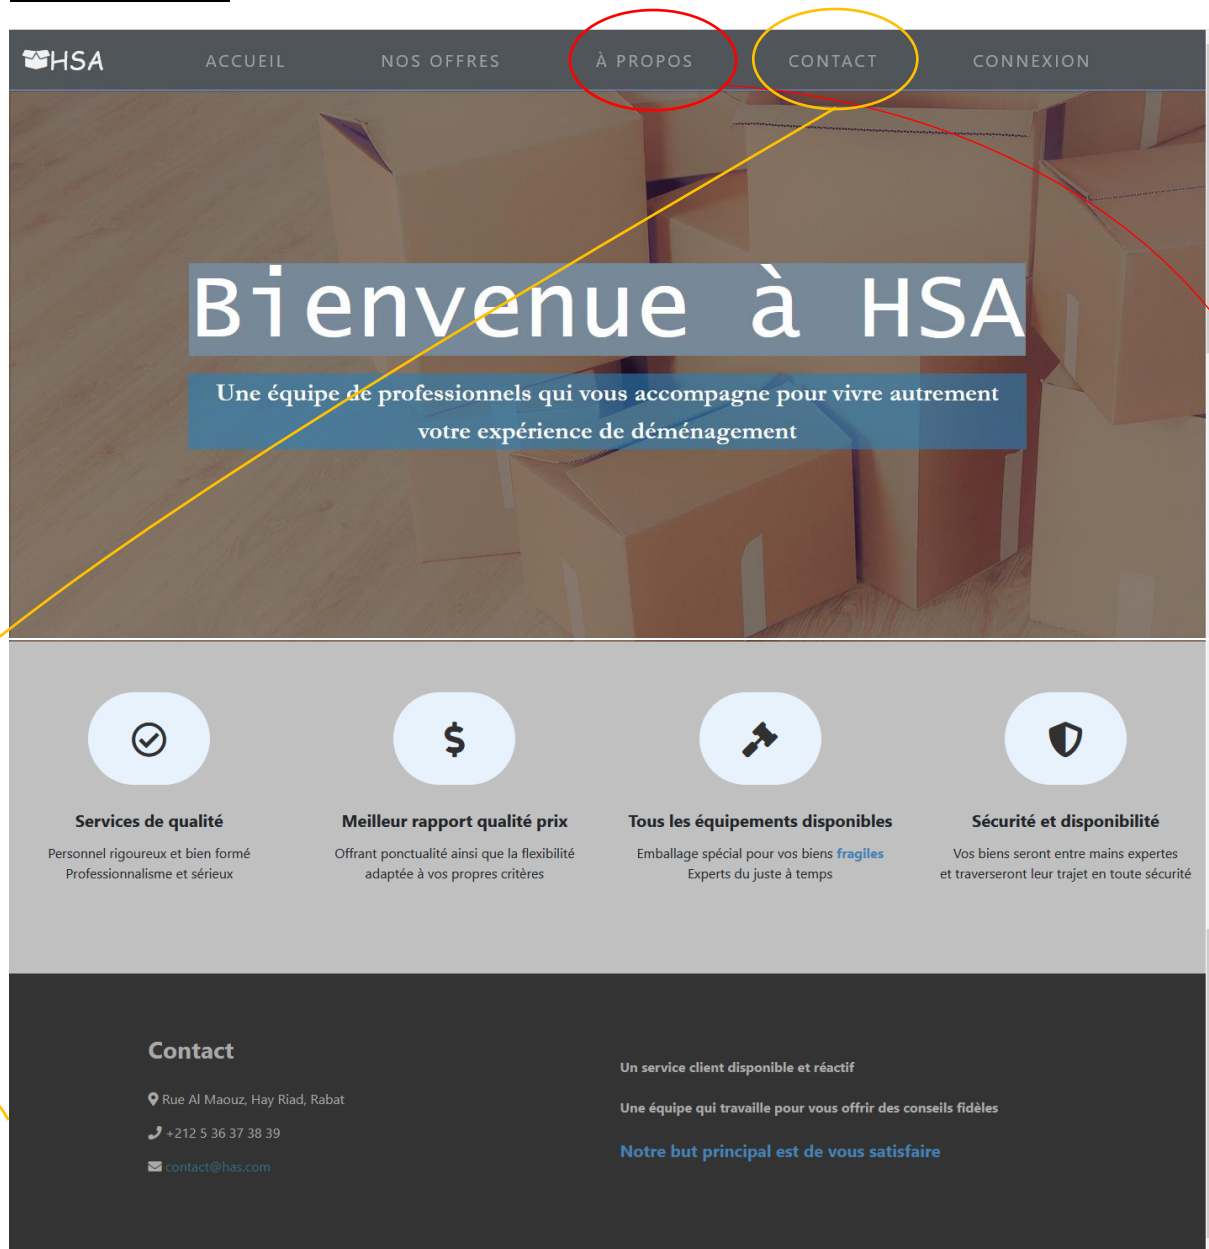 HSA
ACCUEIL
NOS OFFRES
À PROPOS
CONTACT
CONNEXION
Bienvenue à HSA
Une équipe de professionnels qui vous accompagne pour vivre autrement
votre expérience de déménagement
Services de qualité
Personnel rigoureux et bien formé
Professionnalisme et sérieux
Meilleur rapport qualité prix
Offrant ponctualité ainsi que la flexibilité
adaptée à vos propres critères
Tous les équipements disponibles
Emballage spécial pour vos biens fragiles
Experts du juste à temps
Sécurité et disponibilité
Vos biens seront entre mains expertes
et traverseront leur trajet en toute sécurité
Contact
Rue Al Maouz, Hay Riad, Rabat
+212 5 36 37 38 39
contact@has.com
Un service client disponible et réactif
Une équipe qui travaille pour vous offrir des conseils fidèles
Notre but principal est de vous satisfaire